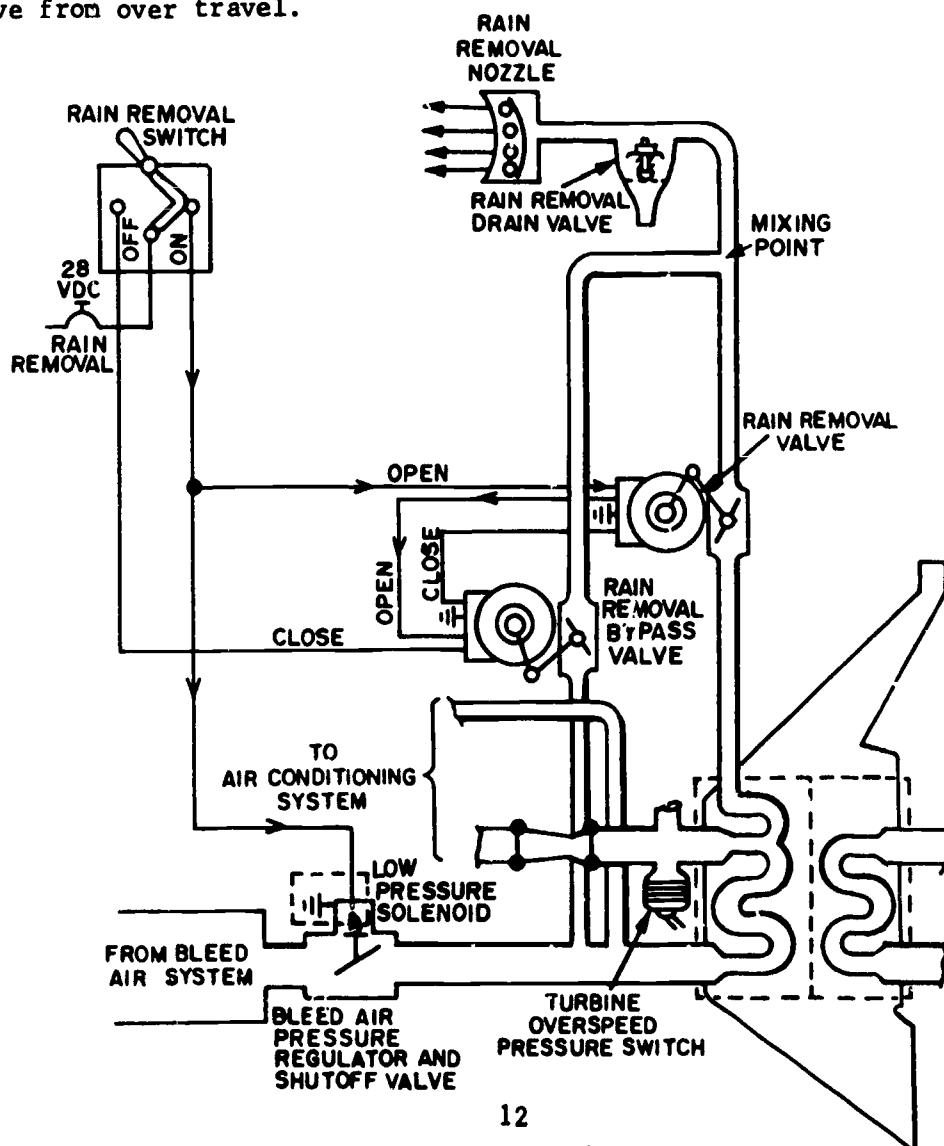 ve from over travel.
RAIN
REMOVAL
NOZZLE
RAIN REMOVAL
SWITCH
RAIN REMOVAL
DRAIN VALVE
MIXING
POINT
OFF
ON
28
VDC
RAIN
REMOVAL
RAIN REMOVAL
VALVE
OPEN
OPEN
CLOSE
CLOSE
RAIN
REMOVAL
BYPASS
VALVE
TO
AIR CONDITIONING
SYSTEM
LOW
PRESSURE
SOLENOID
FROM BLEED
AIR SYSTEM
BLEED AIR
PRESSURE
REGULATOR AND
SHUTOFF VALVE
TURBINE
OVERSPEED
PRESSURE SWITCH
12